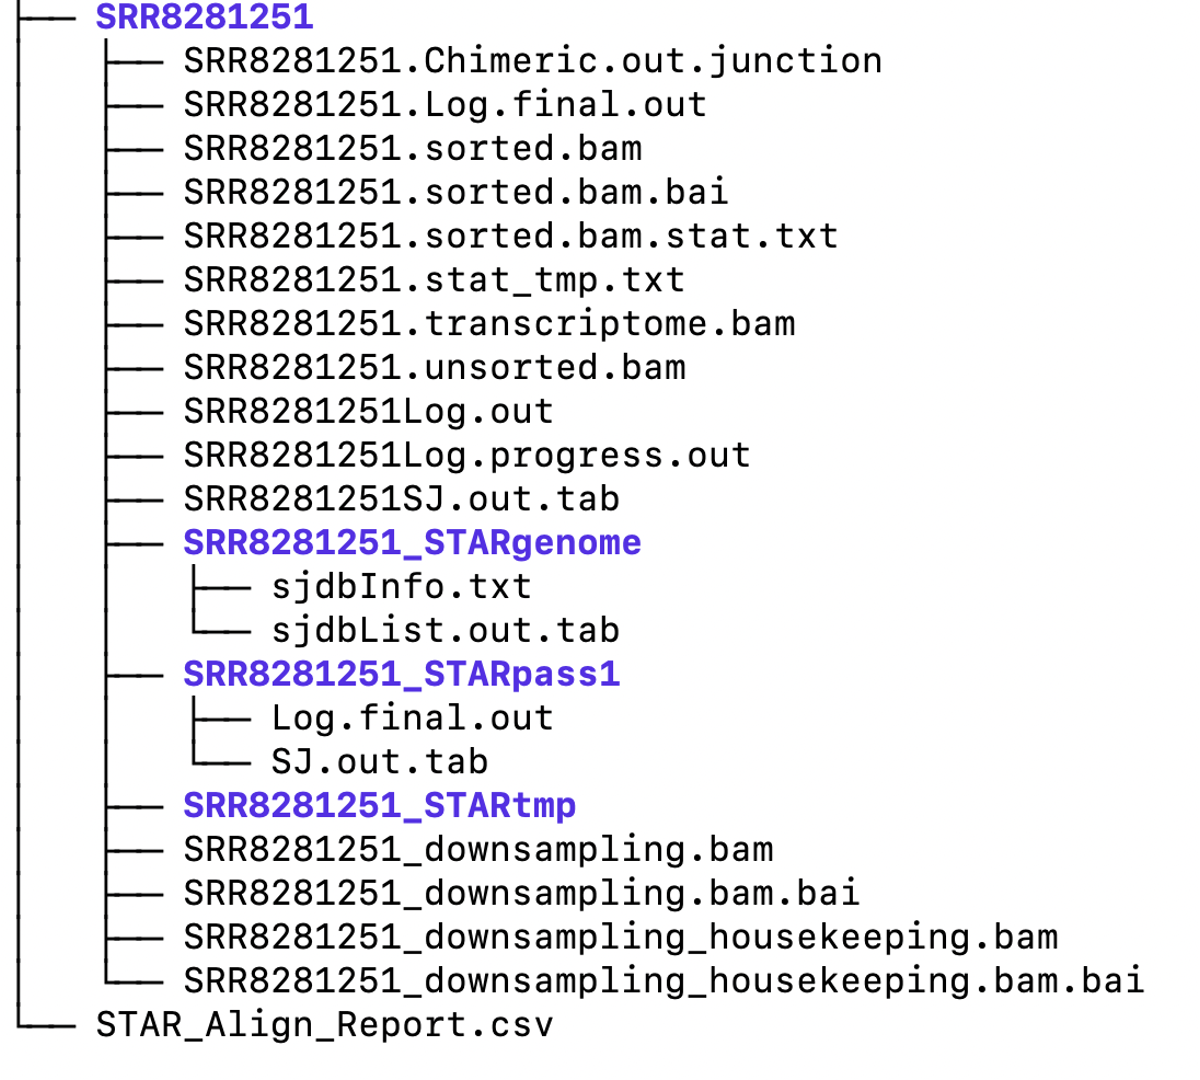 SRR8281251
SRR8281251.Chimeric.out.junction
SRR8281251.Log.final.out
SRR8281251.sorted.bam
SRR8281251.sorted.bam.bai
SRR8281251.sorted.bam.stat.txt
SRR8281251.stat_tmp.txt
SRR8281251.transcriptome.bam
SRR8281251.unsorted.bam
SRR8281251Log.out
SRR8281251Log.progress.out
SRR8281251SJ.out.tab
SRR8281251_STARgenome
sjdbInfo.txt
sjdbList.out.tab
SRR8281251_STARpass1
Log.final.out
SJ.out.tab
SRR8281251_STARtmp
SRR8281251_downsampling.bam
SRR8281251_downsampling.bam.bai
SRR8281251_downsampling_housekeeping.bam
SRR8281251_downsampling_housekeeping.bam.bai
STAR_Align_Report.csv